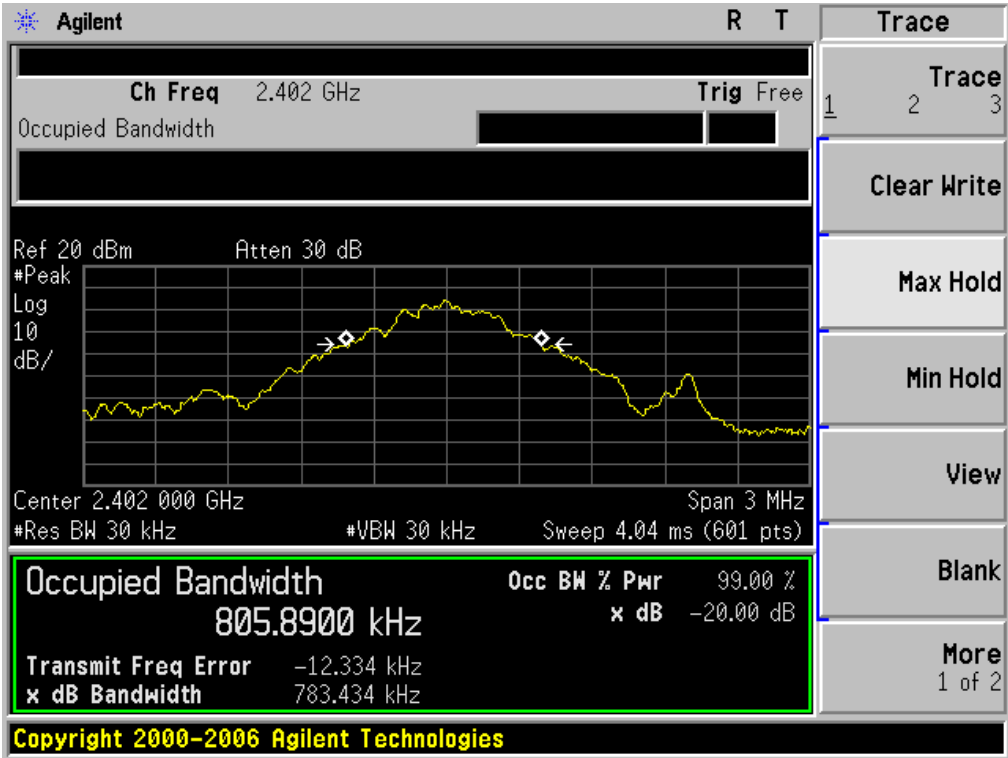 Agilent R T Trace
Ch Freq 2.402 GHz Trig Free
Occupied Bandwidth
Trace
1 2 3
Clear Write
Max Hold
Min Hold
View
Blank
More
1 of 2
Ref 20 dBm Atten 30 dB
#Peak
Log
10
dB/
Center 2.402 000 GHz Span 3 MHz
#Res BW 30 kHz #VBW 30 kHz Sweep 4.04 ms (601 pts)
Occupied Bandwidth Occ BW % Pwr 99.00 %
805.8900 kHz x dB -20.00 dB
Transmit Freq Error -12.334 kHz
x dB Bandwidth 783.434 kHz
Copyright 2000-2006 Agilent Technologies